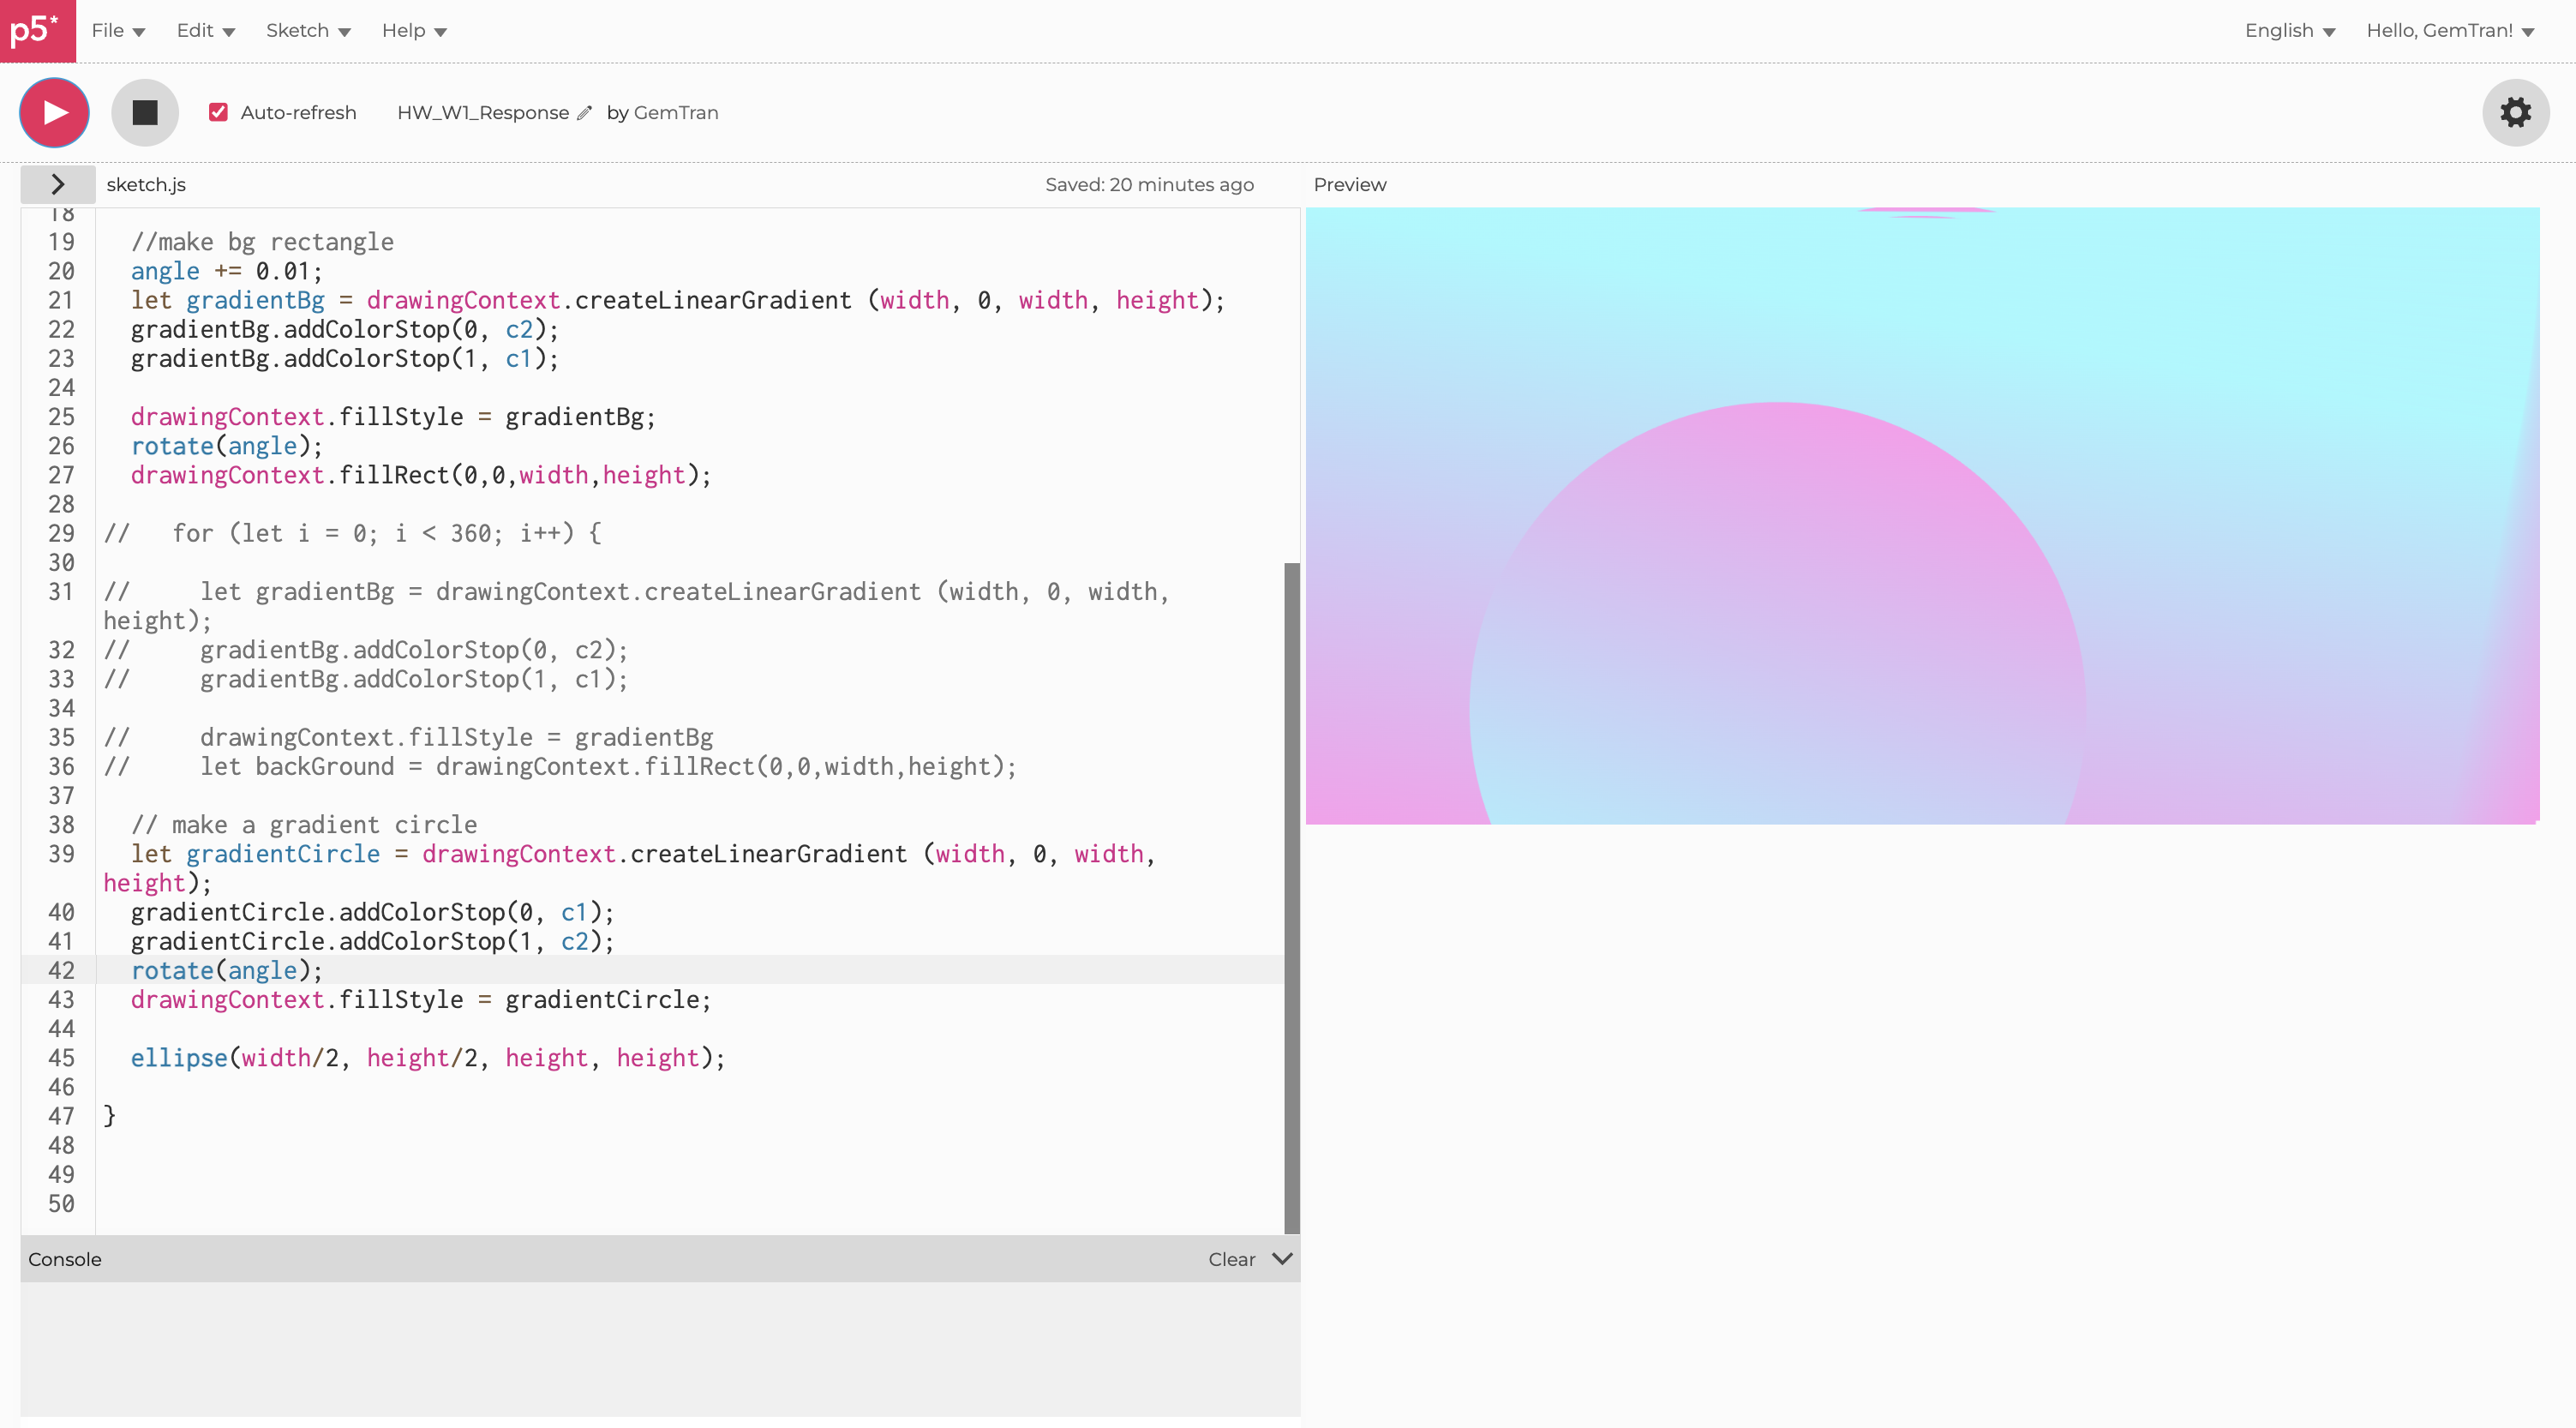 p5* File Edit Sketch Help English Hello, GemTran!
Auto-refresh HW_W1_Response by GemTran
sketch.js Saved: 20 minutes ago Preview
18
19 //make bg rectangle
20 angle += 0.01;
21 let gradientBg = drawingContext.createLinearGradient (width, 0, width, height);
22 gradientBg.addColorStop(0, c2);
23 gradientBg.addColorStop(1, c1);
24
25 drawingContext.fillStyle = gradientBg;
26 rotate(angle);
27 drawingContext.fillRect(0,0,width,height);
28
29 // for (let i = 0; i < 360; i++) {
30
31 // let gradientBg = drawingContext.createLinearGradient (width, 0, width,
height);
32 // gradientBg.addColorStop(0, c2);
33 // gradientBg.addColorStop(1, c1);
34
35 // drawingContext.fillStyle = gradientBg
36 // let backGround = drawingContext.fillRect(0,0,width,height);
37
38 // make a gradient circle
39 let gradientCircle = drawingContext.createLinearGradient (width, 0, width,
height);
40 gradientCircle.addColorStop(0, c1);
41 gradientCircle.addColorStop(1, c2);
42 rotate(angle);
43 drawingContext.fillStyle = gradientCircle;
44
45 ellipse(width/2, height/2, height, height);
46
47 }
48
49
50
Console Clear